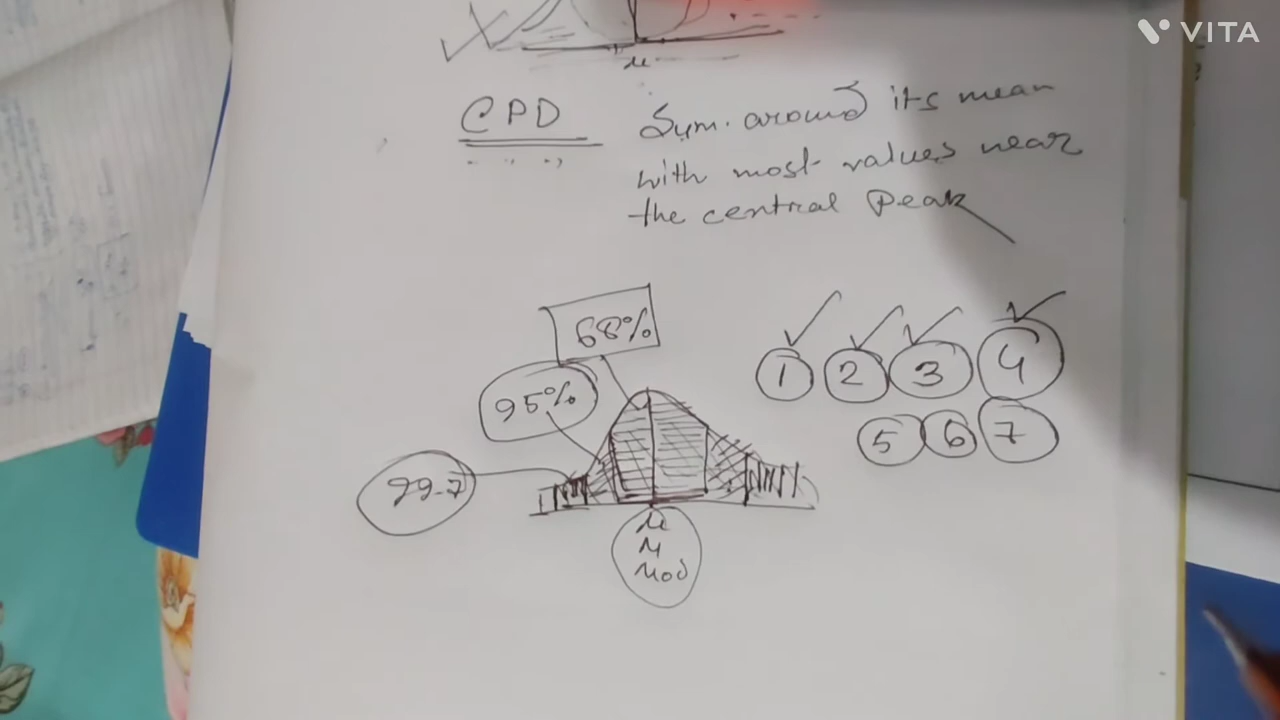 VITA
μ
CPD
Sym. around its mean
with most values near
the central Peak
68%
95%
99.7
1 2 3 4
5 6 7
μ
M
Mod